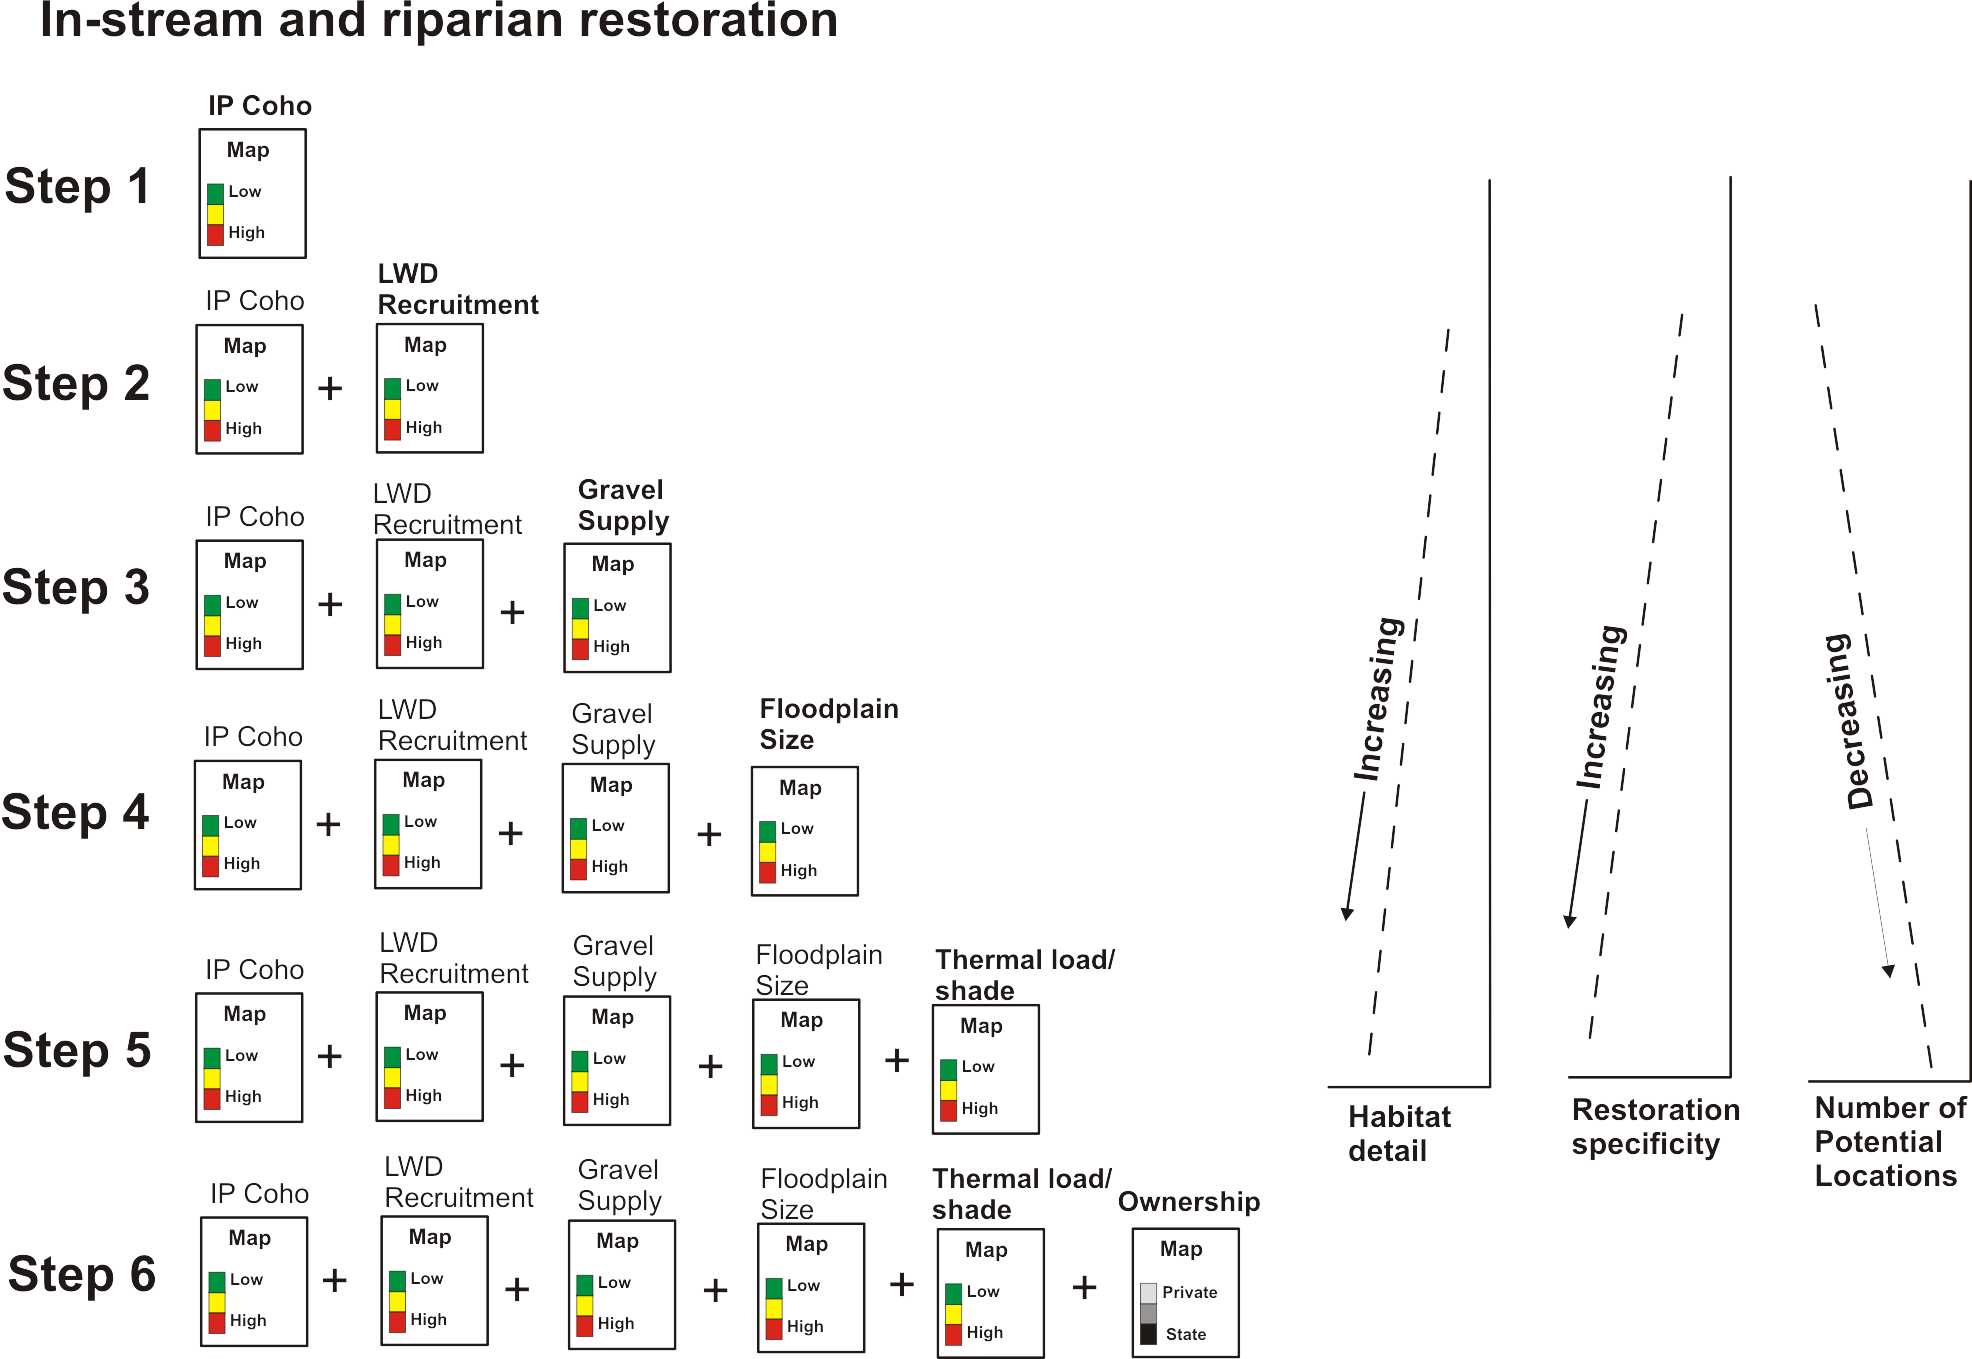 In-stream and riparian restoration
IP Coho
Step 1
Map
Low
High
IP Coho
LWD
Recruitment
Step 2
Map
Low
High
+
Map
Low
High
IP Coho
LWD
Recruitment
Gravel
Supply
Step 3
Map
Low
High
+
Map
Low
High
+
Map
Low
High
IP Coho
LWD
Recruitment
Gravel
Supply
Floodplain
Size
Step 4
Map
Low
High
+
Map
Low
High
+
Map
Low
High
+
Map
Low
High
IP Coho
LWD
Recruitment
Gravel
Supply
Floodplain
Size
Thermal load/
shade
Step 5
Map
Low
High
+
Map
Low
High
+
Map
Low
High
+
Map
Low
High
+
Map
Low
High
IP Coho
LWD
Recruitment
Gravel
Supply
Floodplain
Size
Thermal load/
shade
Ownership
Step 6
Map
Low
High
+
Map
Low
High
+
Map
Low
High
+
Map
Low
High
+
Map
Low
High
+
Map
Private
State
Increasing
Habitat
detail
Increasing
Restoration
specificity
Decreasing
Number of
Potential
Locations